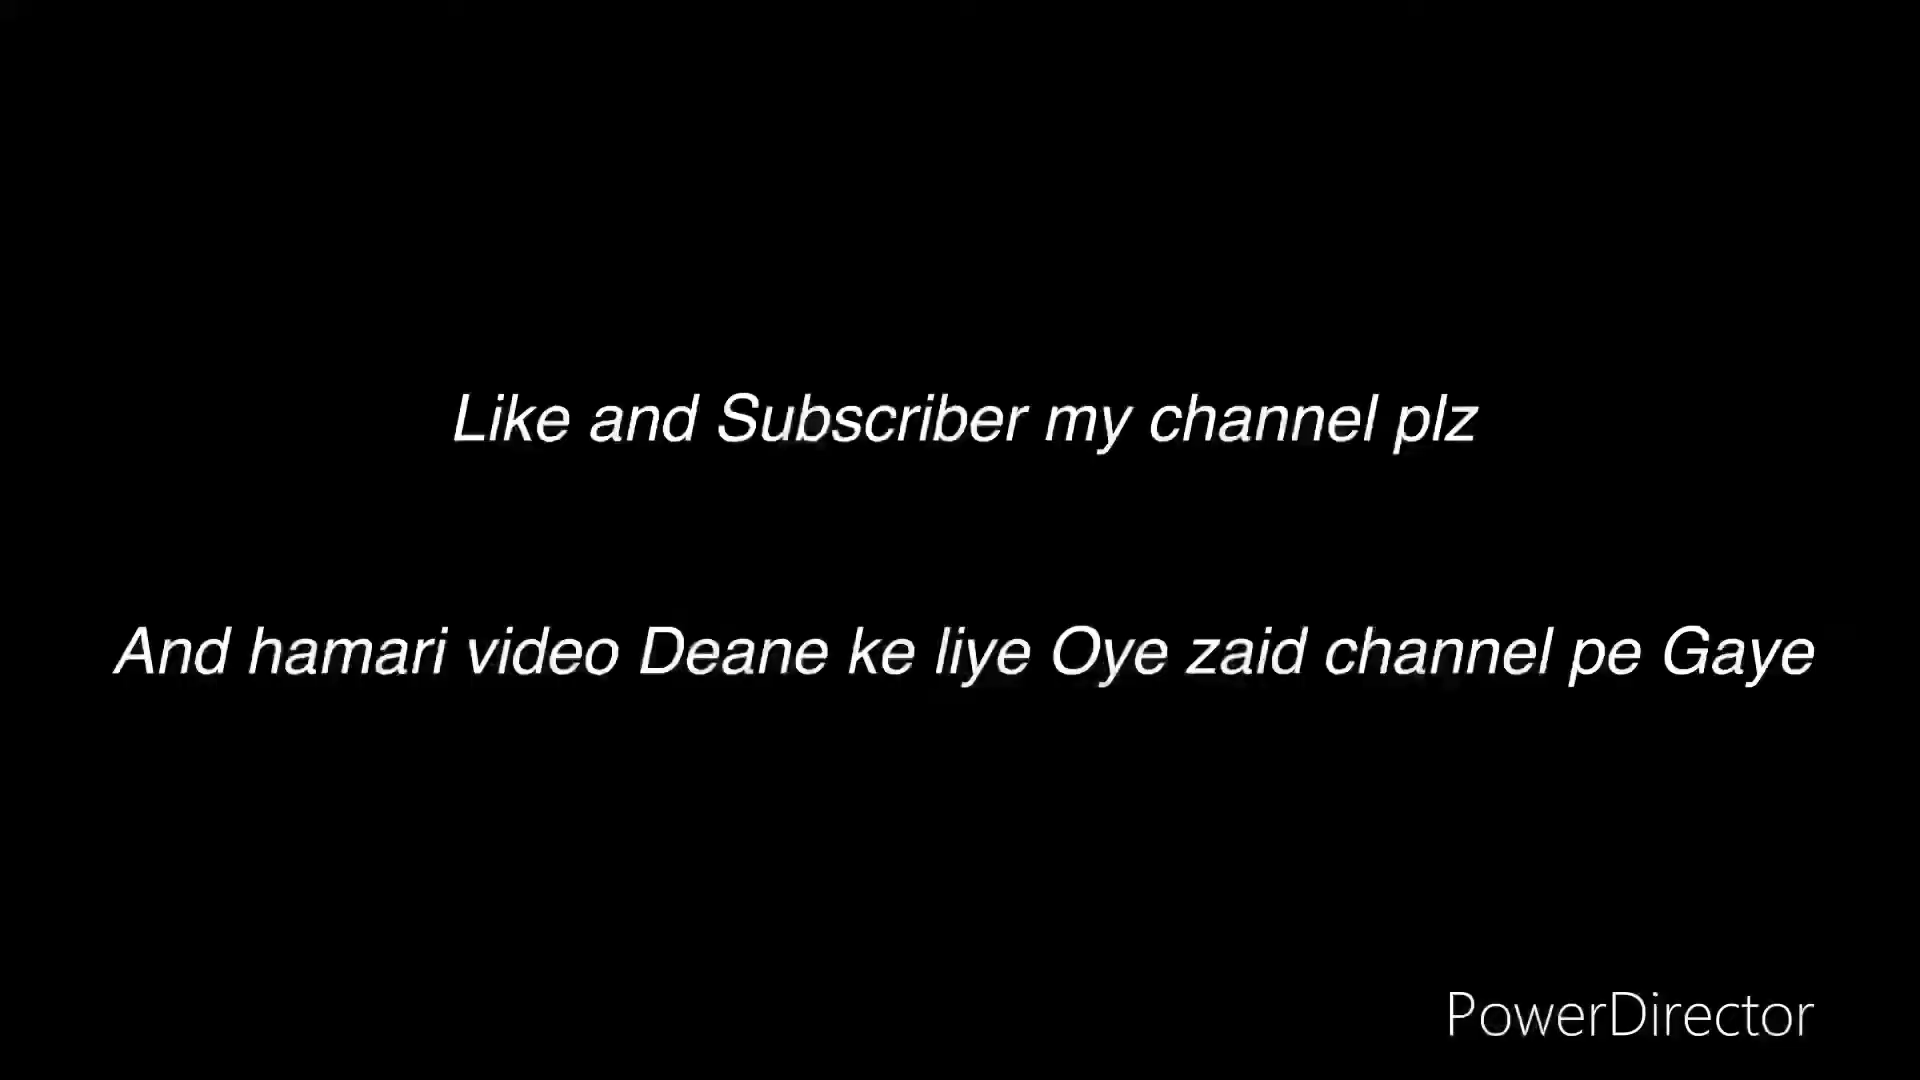 Like and Subscriber my channel plz
And hamari video Deane ke liye Oye zaid channel pe Gaye
PowerDirector